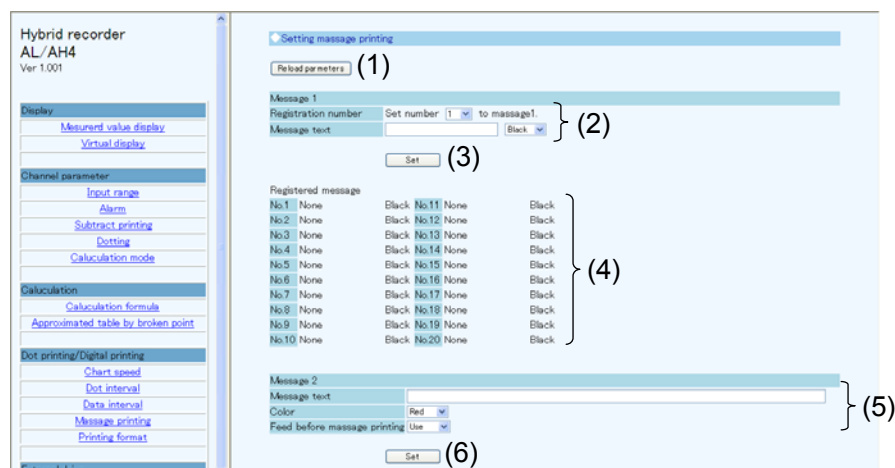 Hybrid recorder
AL/AH4
Ver 1.001
Display
Mesurerd value display
Virtual display
Channel parameter
Input range
Alarm
Subtract printing
Dotting
Caluculation mode
Caluculation
Caluculation formula
Approximated table by broken point
Dot printing/Digital printing
Chart speed
Dot interval
Data interval
Massage printing
Printing format
Setting massage printing
Reload parmeters (1)
Message 1
Registration number Set number 1 to massage1.
Message text Black
(2)
Set (3)
Registered message
No.1 None Black No.11 None Black
No.2 None Black No.12 None Black
No.3 None Black No.13 None Black
No.4 None Black No.14 None Black
No.5 None Black No.15 None Black
No.6 None Black No.16 None Black
No.7 None Black No.17 None Black
No.8 None Black No.18 None Black
No.9 None Black No.19 None Black
No.10 None Black No.20 None Black
(4)
Message 2
Message text
Color Red
Feed before massage printing Use
(5)
Set (6)